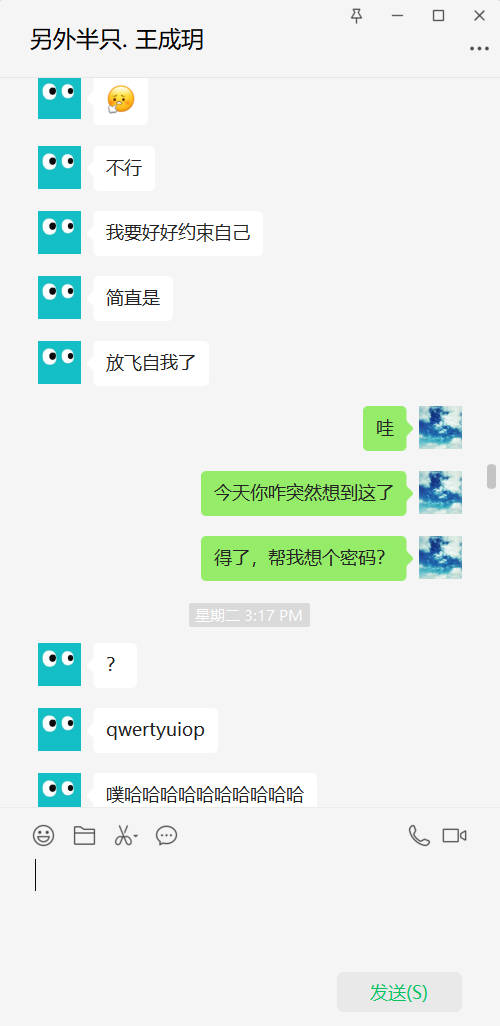 另外半只. 王成玥
不行
我要好好约束自己
简直是
放飞自我了
哇
今天你咋突然想到这了
得了，帮我想个密码？
星期二 3:17 PM
？
qwertyuiop
噗哈哈哈哈哈哈哈哈哈哈
发送(S)